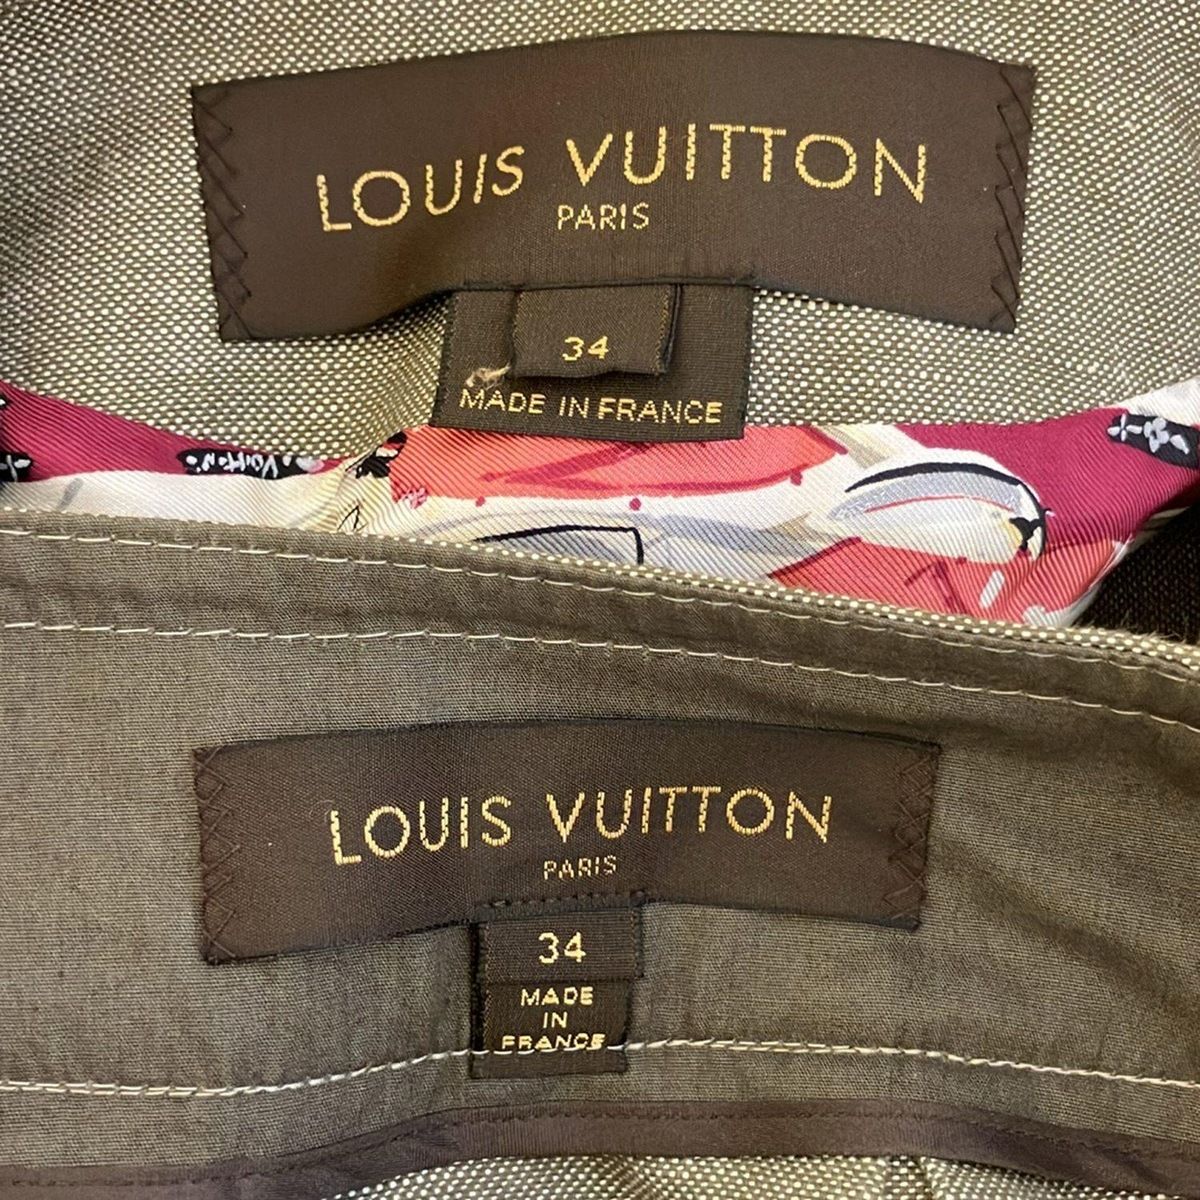 LOUIS VUITTON
PARIS
34
MADE IN FRANCE
LOUIS VUITTON
PARIS
34
MADE
IN
FRANCE